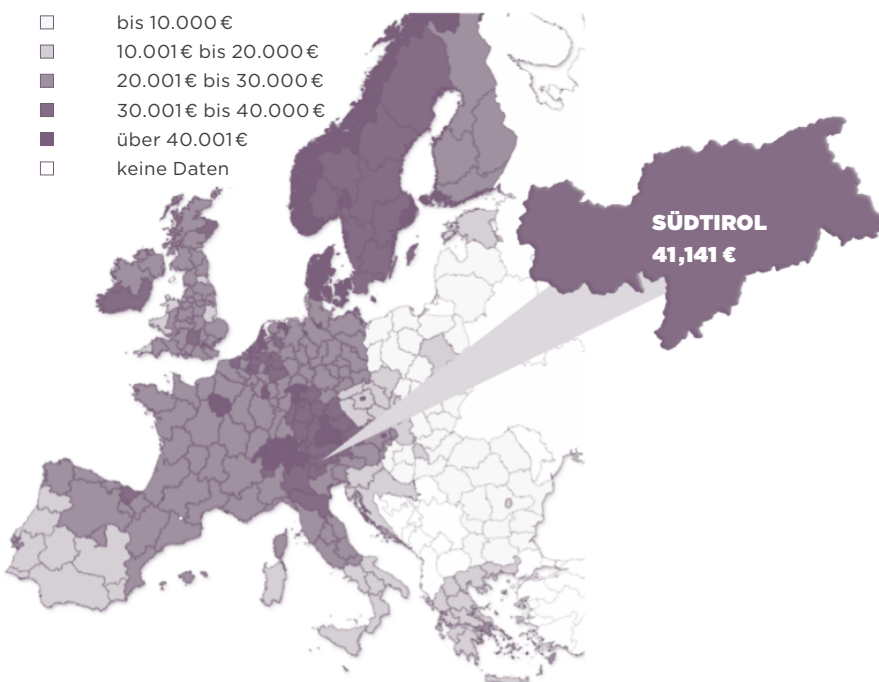 bis 10.000 €
10.001 € bis 20.000 €
20.001 € bis 30.000 €
30.001 € bis 40.000 €
über 40.001 €
keine Daten
SÜDTIROL
41,141 €